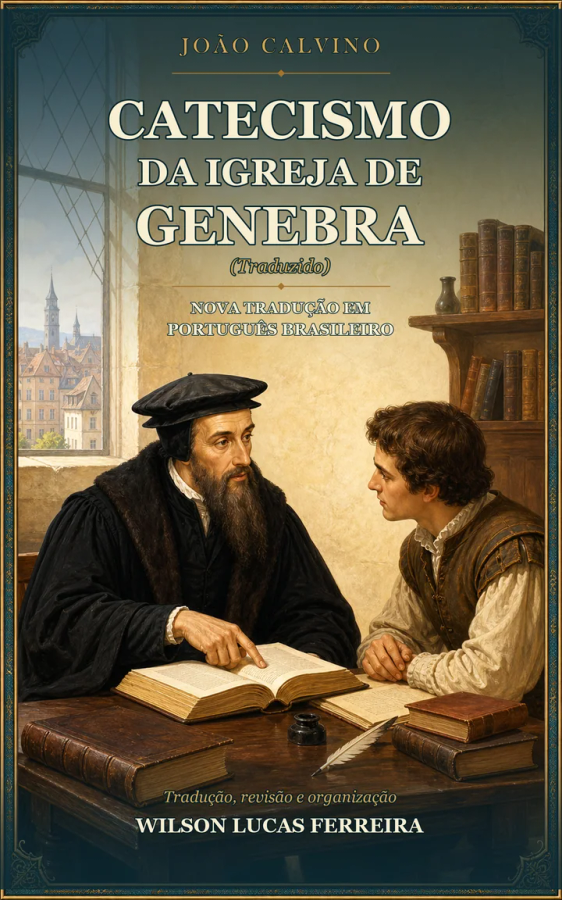 JOÃO CALVINO
CATECISMO
DA IGREJA DE
GENEBRA
(Traduzido)
NOVA TRADUÇÃO EM
PORTUGUÊS BRASILEIRO
Tradução, revisão e organização
WILSON LUCAS FERREIRA